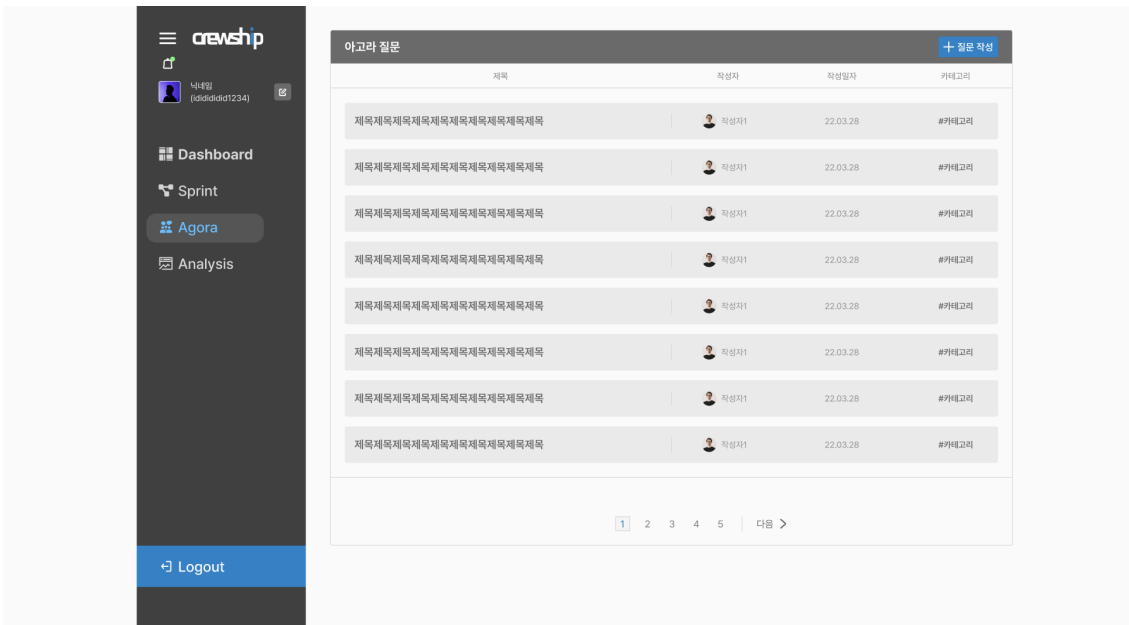 crewship
닉네임
(idididid1234)
Dashboard
Sprint
Agora
Analysis
Logout
아고라 질문
질문 작성
제목 작성자 작성일자 카테고리
제목제목제목제목제목제목제목제목제목제목 작성자1 22.03.28 #카테고리
제목제목제목제목제목제목제목제목제목제목 작성자1 22.03.28 #카테고리
제목제목제목제목제목제목제목제목제목제목 작성자1 22.03.28 #카테고리
제목제목제목제목제목제목제목제목제목제목 작성자1 22.03.28 #카테고리
제목제목제목제목제목제목제목제목제목제목 작성자1 22.03.28 #카테고리
제목제목제목제목제목제목제목제목제목제목 작성자1 22.03.28 #카테고리
제목제목제목제목제목제목제목제목제목제목 작성자1 22.03.28 #카테고리
제목제목제목제목제목제목제목제목제목제목 작성자1 22.03.28 #카테고리
1 2 3 4 5 다음